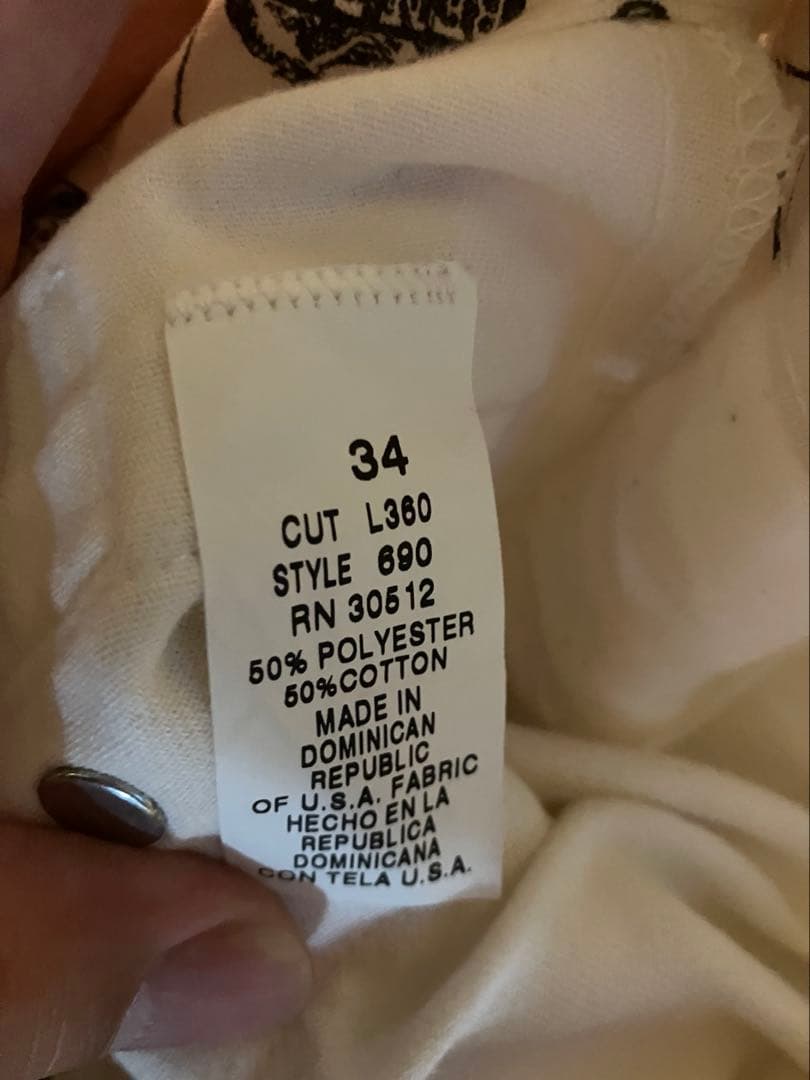 34
CUT L360
STYLE 690
RN 30512
50% POLYESTER
50%COTTON
MADE IN
DOMINICAN
REPUBLIC
OF U.S.A. FABRIC
HECHO EN LA
REPUBLICA
DOMINICANA
CON TELA U.S.A.